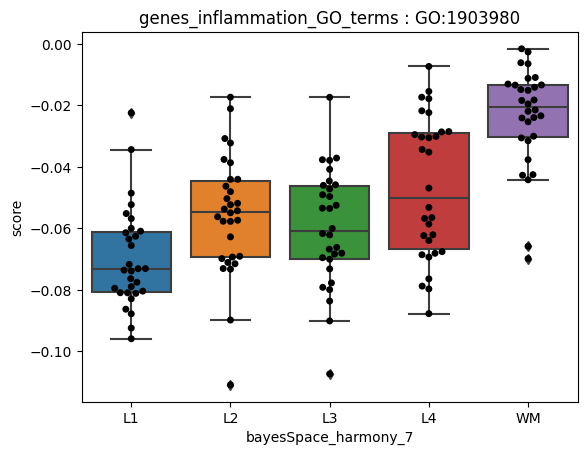 genes_inflammation_GO_terms : GO:1903980
0.00
−0.02
−0.04
−0.06
−0.08
−0.10
score
L1 L2 L3 L4 WM
bayesSpace_harmony_7